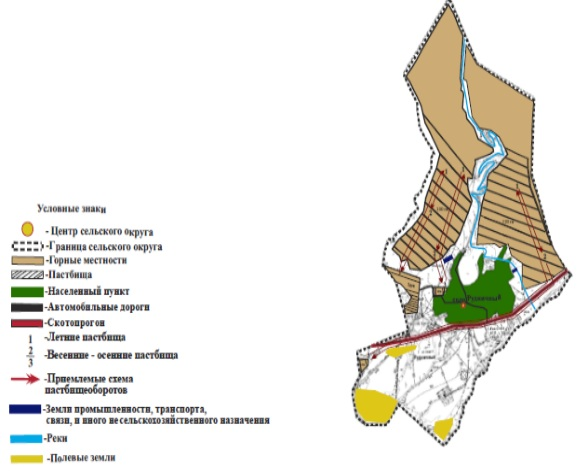 Условные знаки
- Центр сельского округа
-Граница сельского округа
-Горные местности
-Пастбища
-Населенный пункт
-Автомобильные дороги
-Скотопрогон
1 -Летние пастбища
2
3 -Весенние - осенние пастбища
-Приемлемые схема
пастбищеоборотов
-Земли промышленности, транспорта,
связи, и иного несельскохозяйственного назначения
-Реки
-Полевые земли